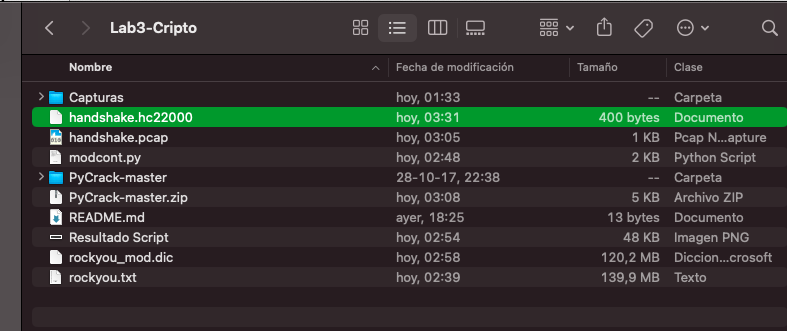 Lab3-Cripto
Nombre Fecha de modificación Tamaño Clase
Capturas hoy, 01:33 -- Carpeta
handshake.hc22000 hoy, 03:31 400 bytes Documento
handshake.pcap hoy, 03:05 1 KB Pcap N...apture
modcont.py hoy, 02:48 2 KB Python Script
PyCrack-master 28-10-17, 22:38 -- Carpeta
PyCrack-master.zip hoy, 03:08 5 KB Archivo ZIP
README.md ayer, 18:25 13 bytes Documento
Resultado Script hoy, 02:54 48 KB Imagen PNG
rockyou_mod.dic hoy, 02:58 120,2 MB Diccion...crosoft
rockyou.txt hoy, 02:39 139,9 MB Texto